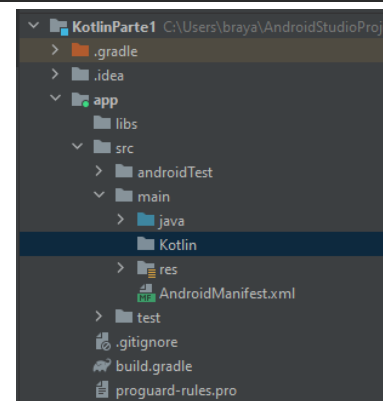 KotlinParte1 C:\Users\braya\AndroidStudioProj
.gradle
.idea
app
libs
src
androidTest
main
java
Kotlin
res
MF AndroidManifest.xml
test
.gitignore
build.gradle
proguard-rules.pro